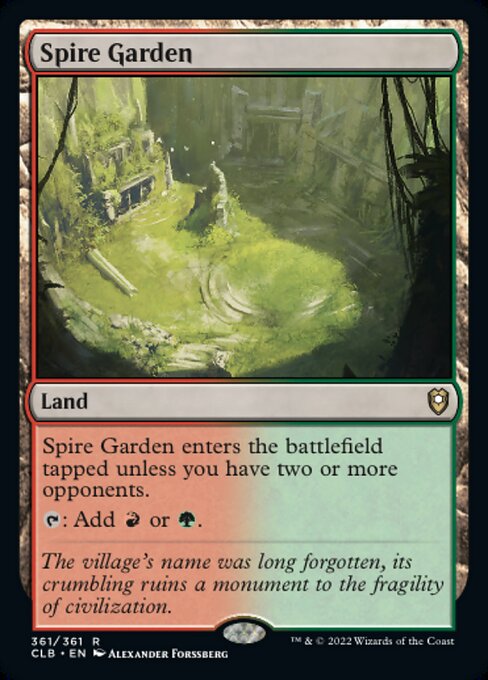 Spire Garden
Land
Spire Garden enters the battlefield
tapped unless you have two or more
opponents.
: Add or .
The village's name was long forgotten, its
crumbling ruins a monument to the fragility
of civilization.
361/361 R
CLB • EN Alexander Forssberg
™ & © 2022 Wizards of the Coast